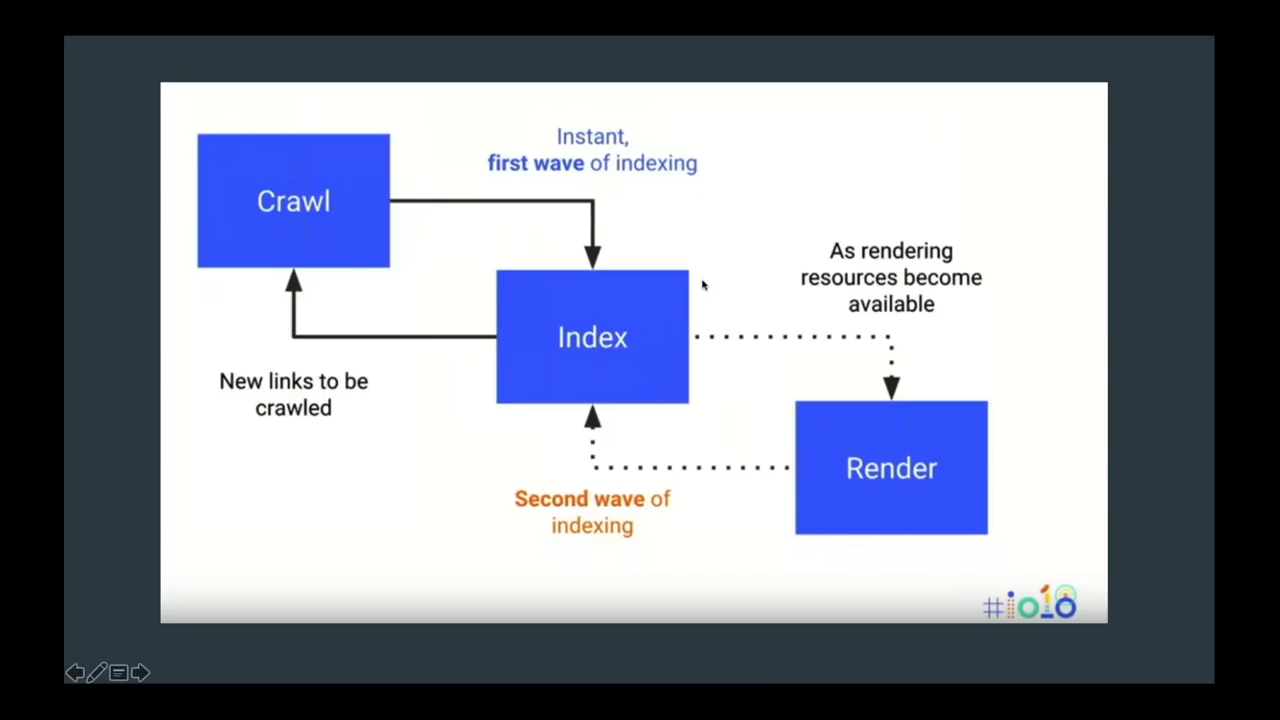 Crawl
Instant,
first wave of indexing
As rendering
resources become
available
Index
New links to be
crawled
Render
Second wave of
indexing
#io18